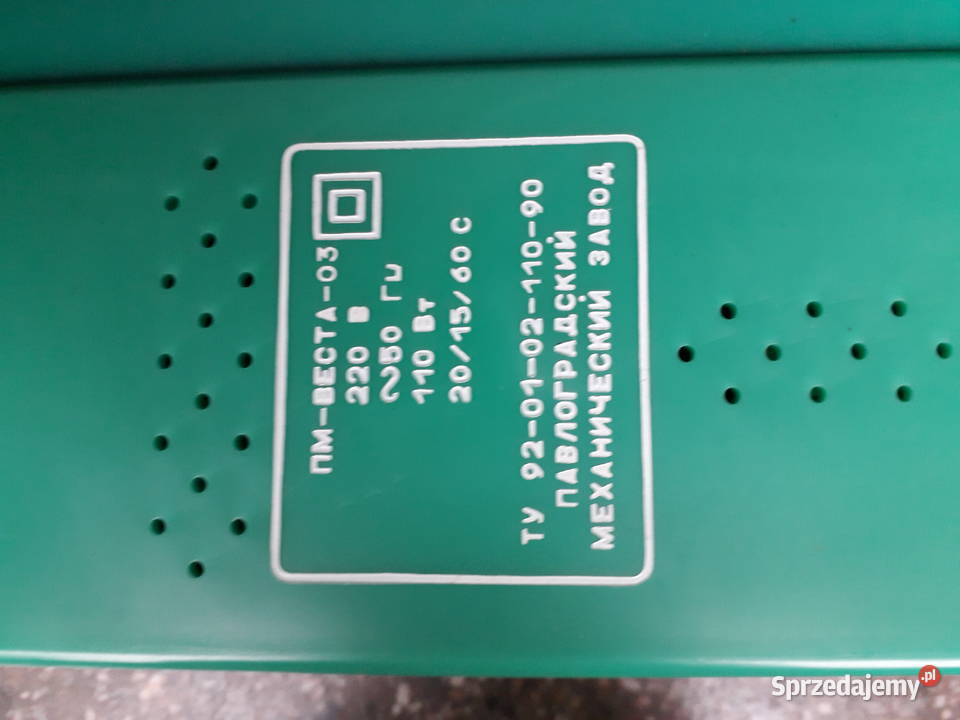 ПМ-ВЕСТА-03
220 В
~50 Гц
110 Вт
20/15/60 С
ТУ 92-01-02-110-90
ПАВЛОГРАДСКИЙ
МЕХАНИЧЕСКИЙ ЗАВОД
Sprzedajemy.pl